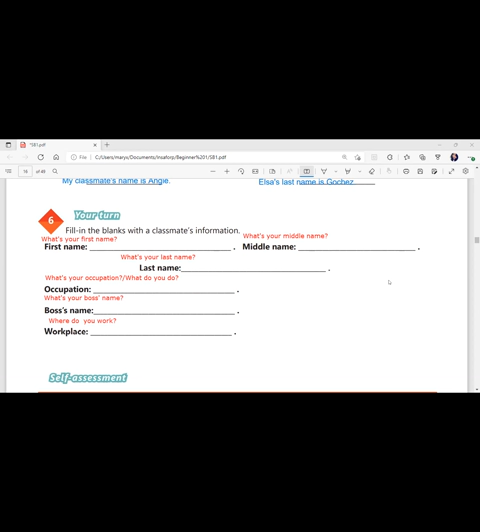 *SB1.pdf
File C:/Users/maryx/Documents/Inxaforp/Beginner%201/SB1.pdf
16 of 45
My classmate's name is Angie. Elsa's last name is Gochez
6 Your turn
Fill-in the blanks with a classmate's information.
What's your first name? What's your middle name?
First name: . Middle name: .
What's your last name?
Last name: .
What's your occupation?/What do you do?
Occupation: .
What's your boss' name?
Boss's name: .
Where do you work?
Workplace: .
Self-assessment